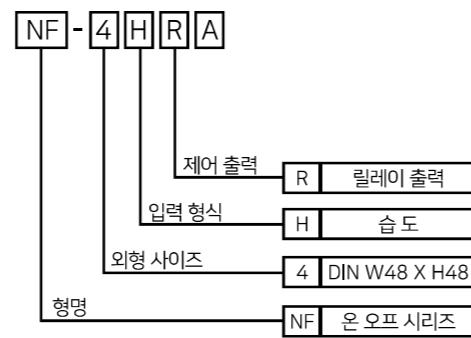 NF - 4 H R A
제어 출력 R 릴레이 출력
입력 형식 H 습 도
외형 사이즈 4 DIN W48 X H48
형명 NF 온 오프 시리즈